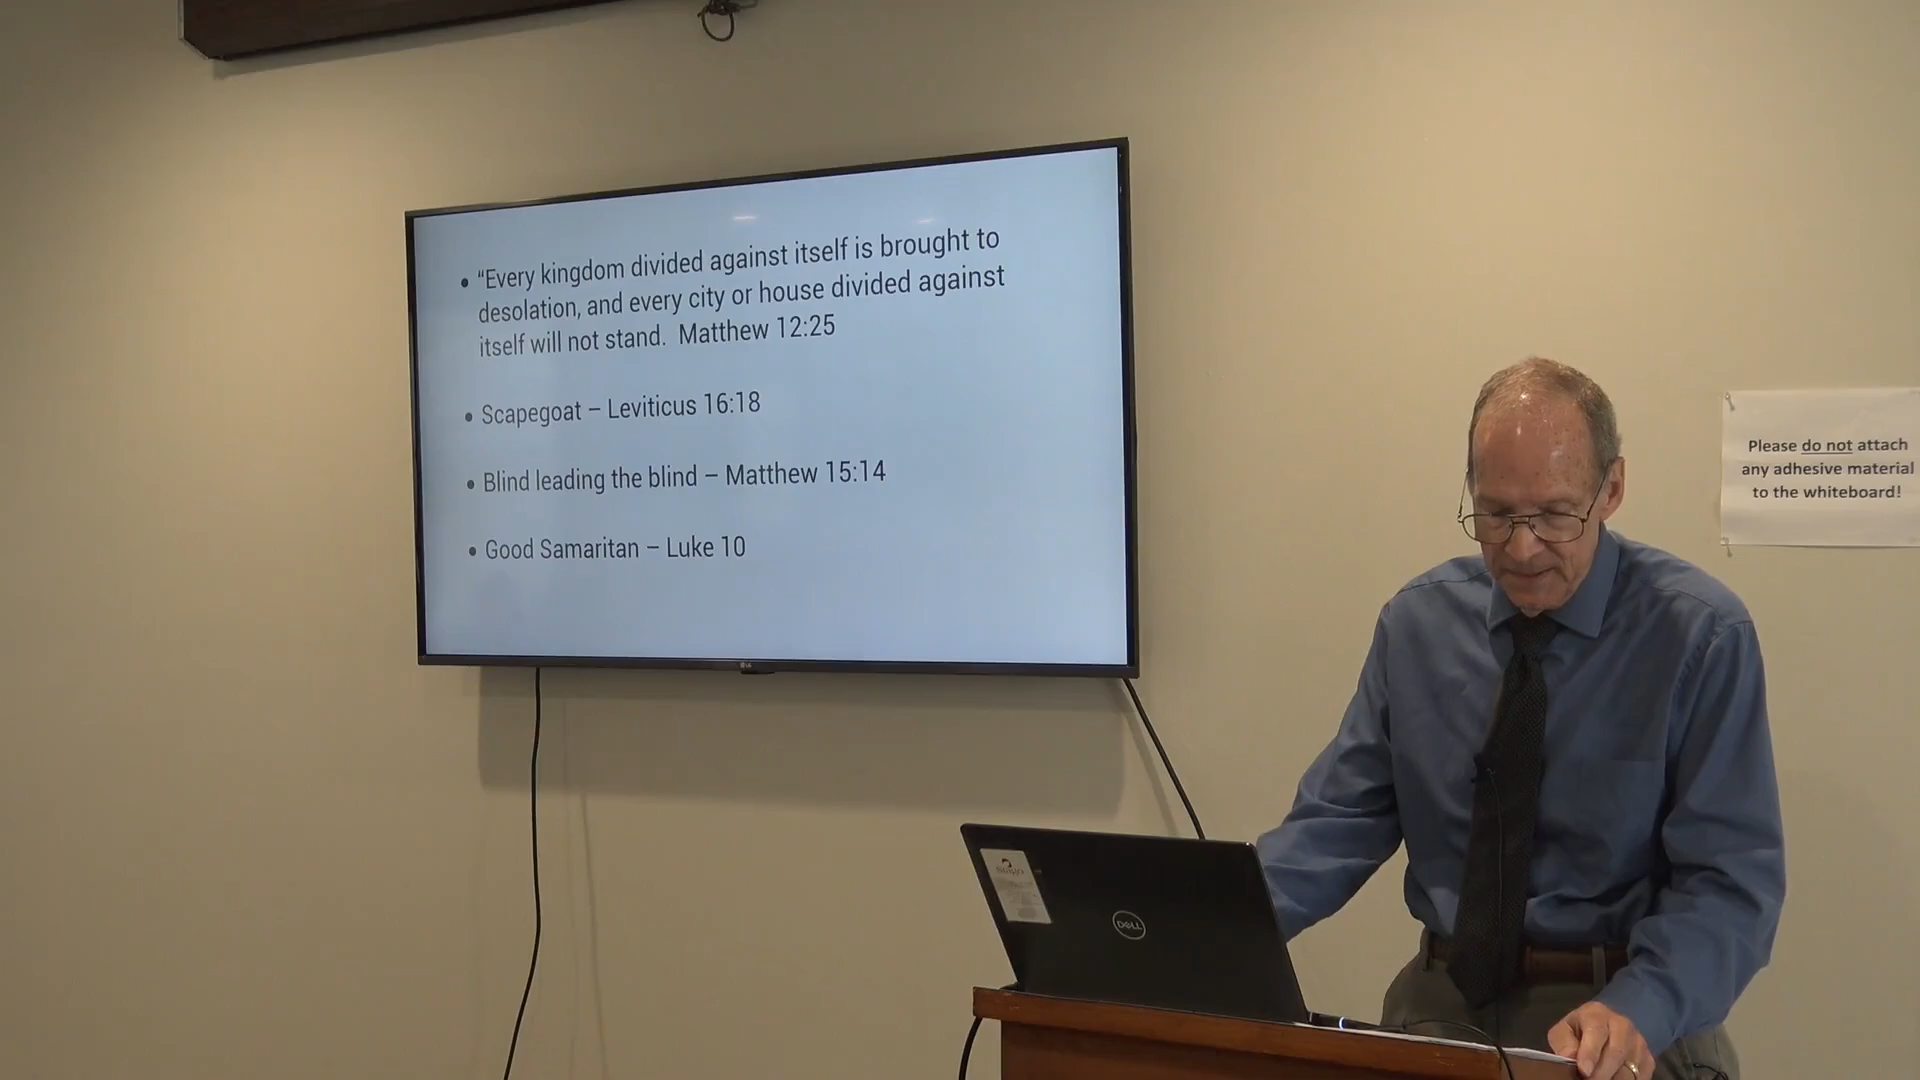 • “Every kingdom divided against itself is brought to
desolation, and every city or house divided against
itself will not stand.  Matthew 12:25
• Scapegoat – Leviticus 16:18
• Blind leading the blind – Matthew 15:14
• Good Samaritan – Luke 10
Please do not attach
any adhesive material
to the whiteboard!
LG
DELL